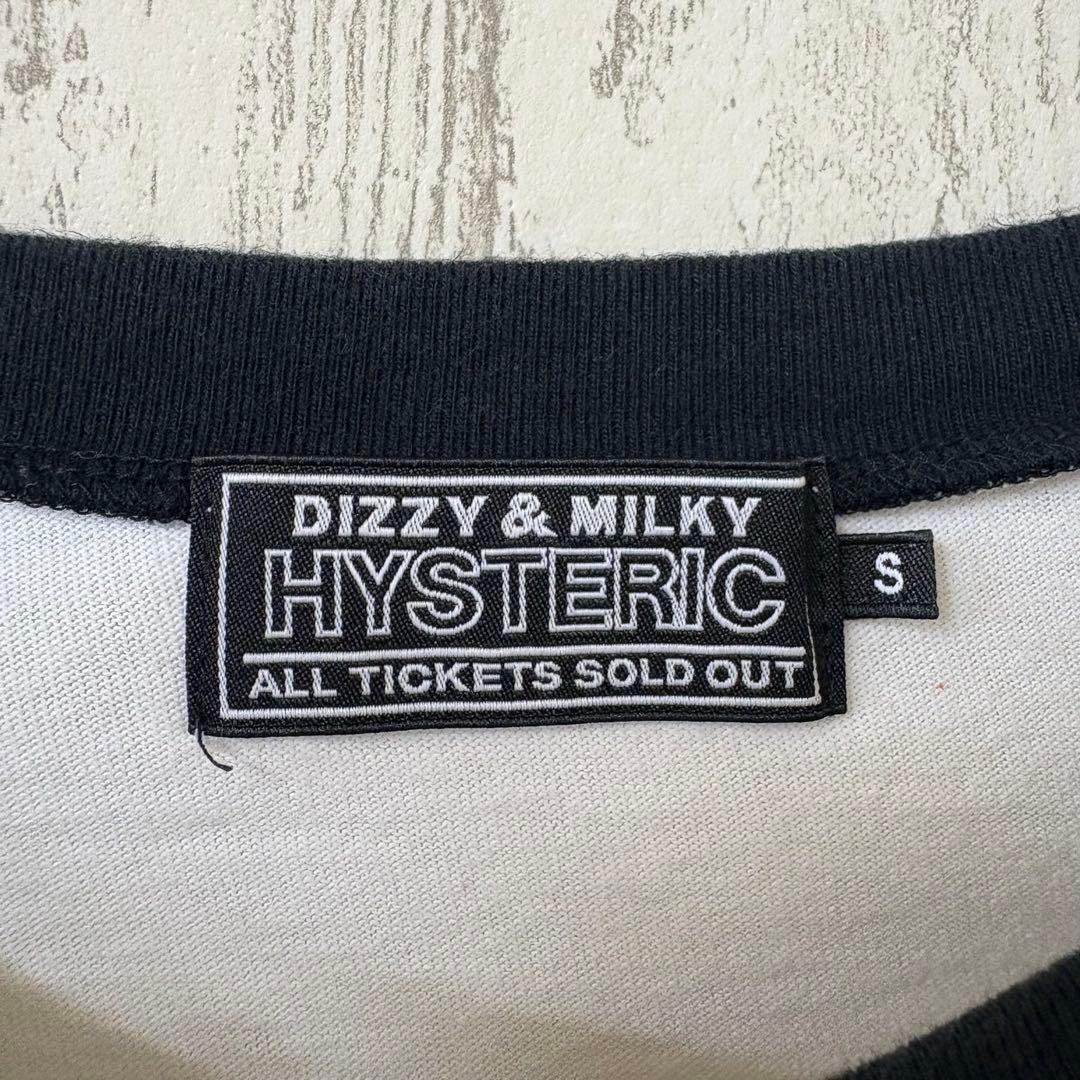 DIZZY & MILKY
HYSTERIC
ALL TICKETS SOLD OUT
S